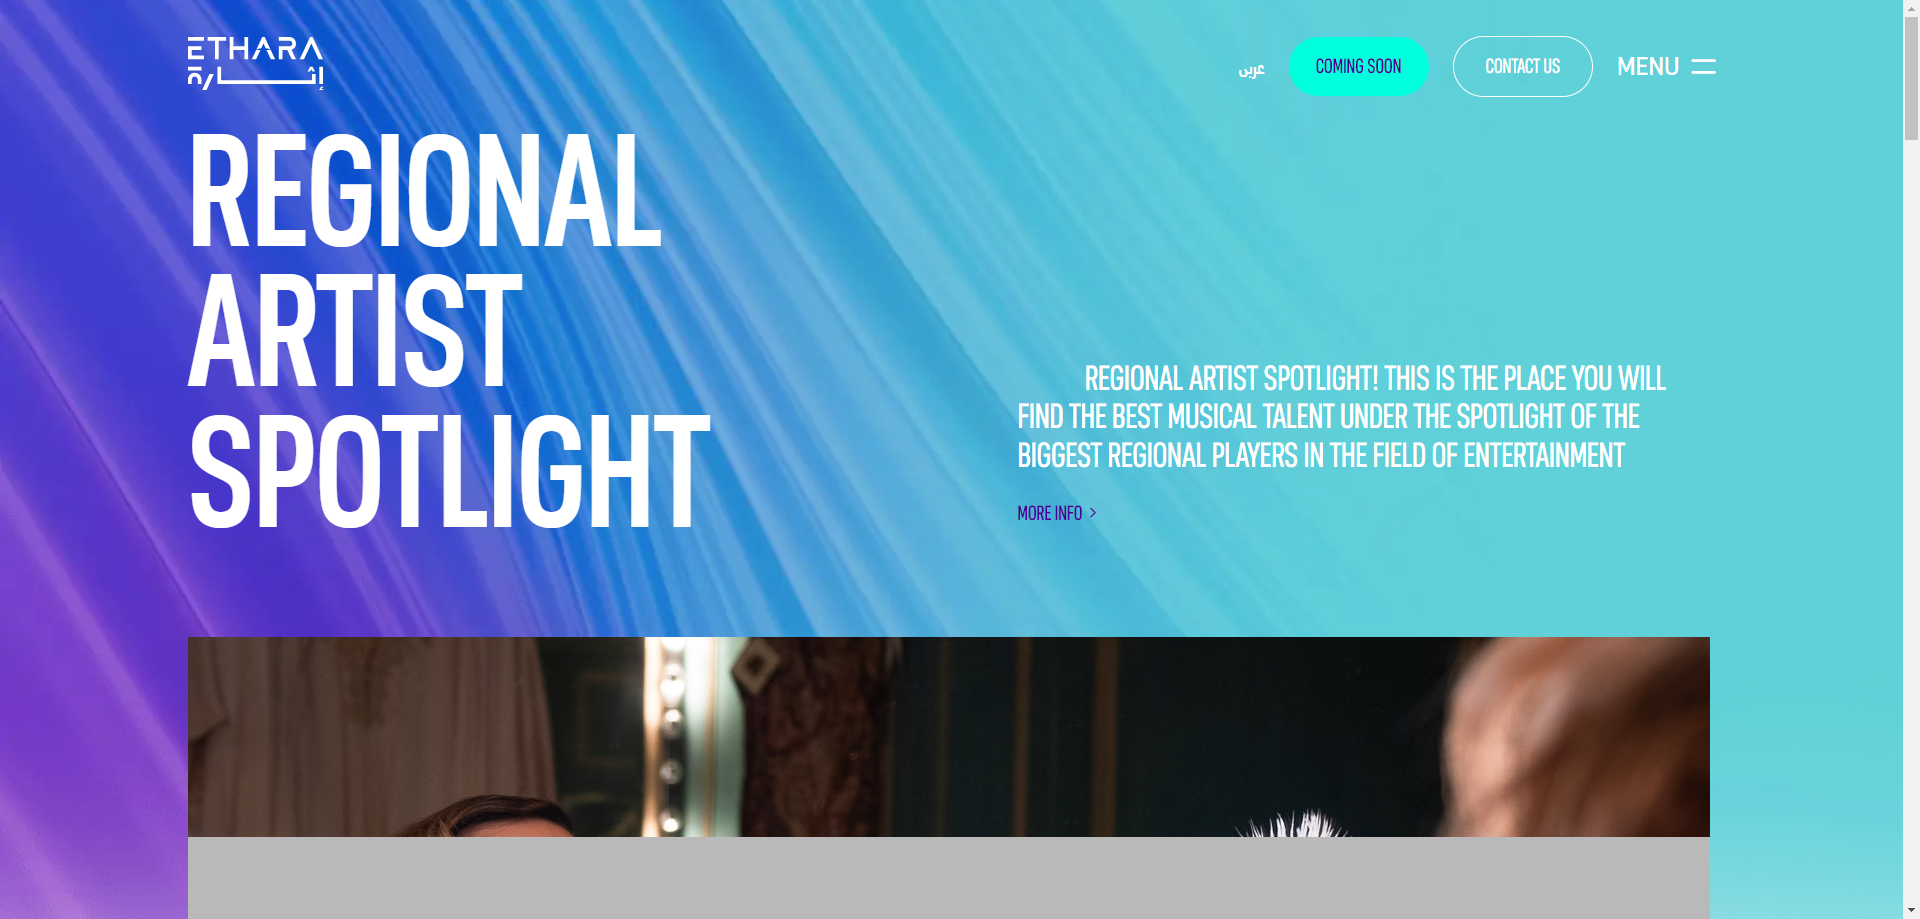 ETHARA
إثارة
عربى
COMING SOON
CONTACT US
MENU
REGIONAL
ARTIST
SPOTLIGHT
REGIONAL ARTIST SPOTLIGHT! THIS IS THE PLACE YOU WILL
FIND THE BEST MUSICAL TALENT UNDER THE SPOTLIGHT OF THE
BIGGEST REGIONAL PLAYERS IN THE FIELD OF ENTERTAINMENT
MORE INFO >